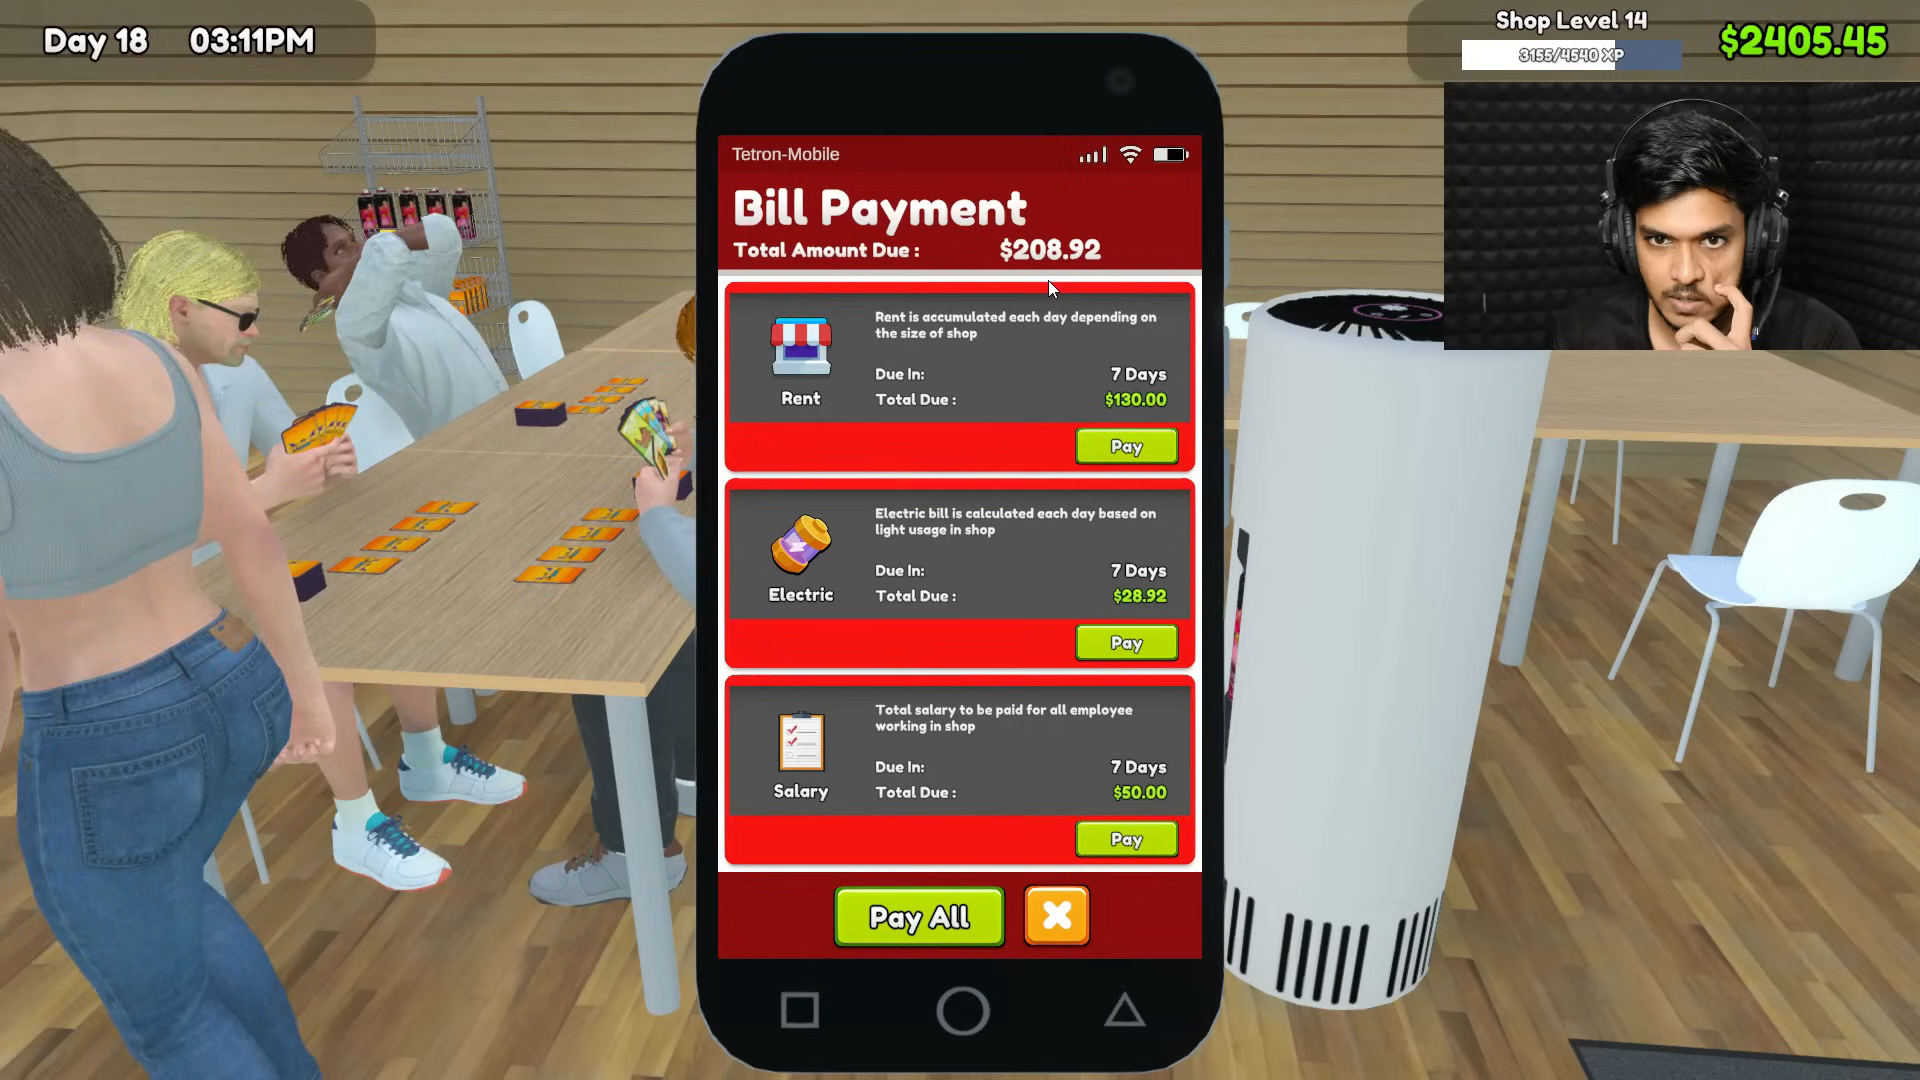 Day 18 03:11PM
Shop Level 14
3155/4540 XP
$2405.45
Tetron-Mobile
Bill Payment
Total Amount Due : $208.92
Rent is accumulated each day depending on
the size of shop
Due In: 7 Days
Total Due : $130.00
Rent
Pay
Electric bill is calculated each day based on
light usage in shop
Due In: 7 Days
Total Due : $28.92
Electric
Pay
Total salary to be paid for all employee
working in shop
Due In: 7 Days
Total Due : $50.00
Salary
Pay
Pay All